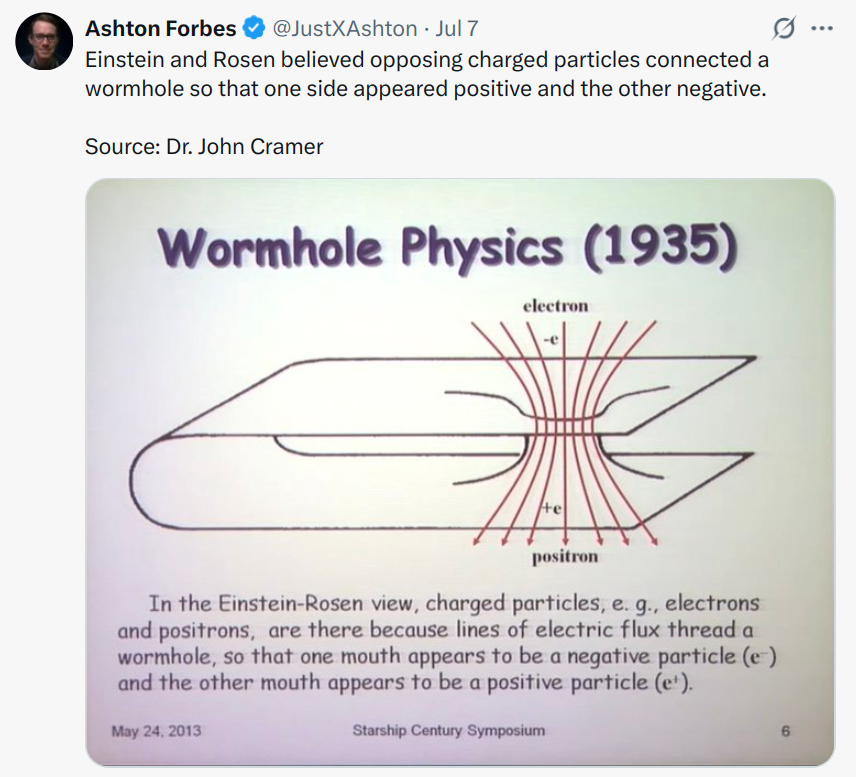 Ashton Forbes @JustXAshton · Jul 7
Einstein and Rosen believed opposing charged particles connected a
wormhole so that one side appeared positive and the other negative.
Source: Dr. John Cramer
Wormhole Physics (1935)
electron
-e
+e
positron
In the Einstein-Rosen view, charged particles, e. g., electrons
and positrons, are there because lines of electric flux thread a
wormhole, so that one mouth appears to be a negative particle (e⁻)
and the other mouth appears to be a positive particle (e⁺).
May 24, 2013 Starship Century Symposium 6